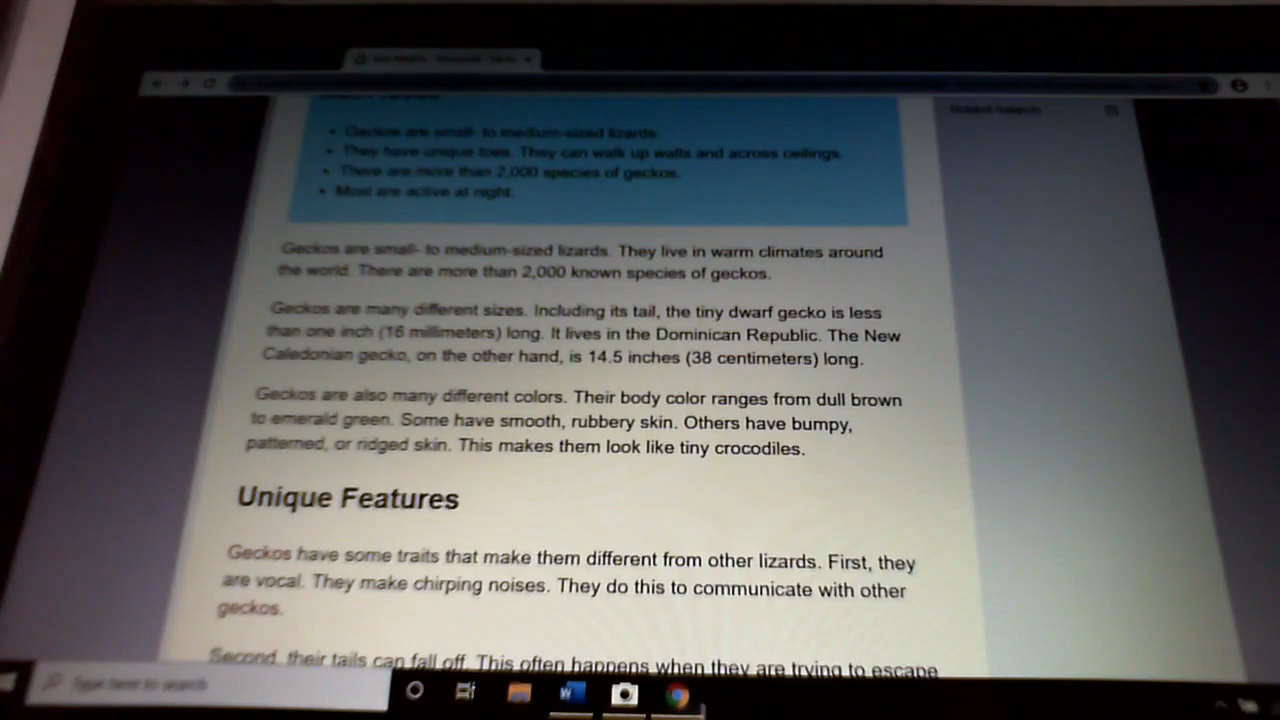 Related Subjects
• Geckos are small- to medium-sized lizards.
• They have unique toes. They can walk up walls and across ceilings.
• There are more than 2,000 species of geckos.
• Most are active at night.
Geckos are small- to medium-sized lizards. They live in warm climates around
the world. There are more than 2,000 known species of geckos.
Geckos are many different sizes. Including its tail, the tiny dwarf gecko is less
than one inch (16 millimeters) long. It lives in the Dominican Republic. The New
Caledonian gecko, on the other hand, is 14.5 inches (38 centimeters) long.
Geckos are also many different colors. Their body color ranges from dull brown
to emerald green. Some have smooth, rubbery skin. Others have bumpy,
patterned, or ridged skin. This makes them look like tiny crocodiles.
Unique Features
Geckos have some traits that make them different from other lizards. First, they
are vocal. They make chirping noises. They do this to communicate with other
geckos.
Second, their tails can fall off. This often happens when they are trying to escape
Type here to search